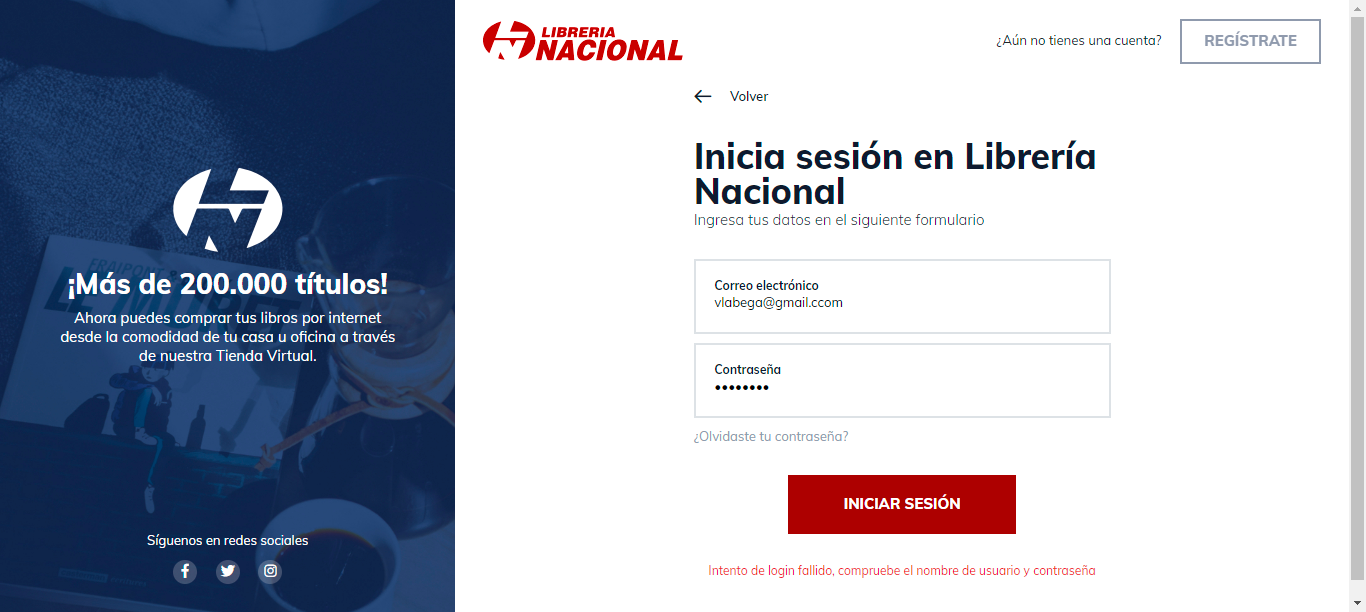 LIBRERIA
NACIONAL
¿Aún no tienes una cuenta?
REGÍSTRATE
Volver
Inicia sesión en Librería
Nacional
Ingresa tus datos en el siguiente formulario
Correo electrónico
vlabega@gmail.ccom
Contraseña
••••••••
¿Olvidaste tu contraseña?
INICIAR SESIÓN
Intento de login fallido, compruebe el nombre de usuario y contraseña
¡Más de 200.000 títulos!
Ahora puedes comprar tus libros por internet
desde la comodidad de tu casa u oficina a través
de nuestra Tienda Virtual.
Síguenos en redes sociales